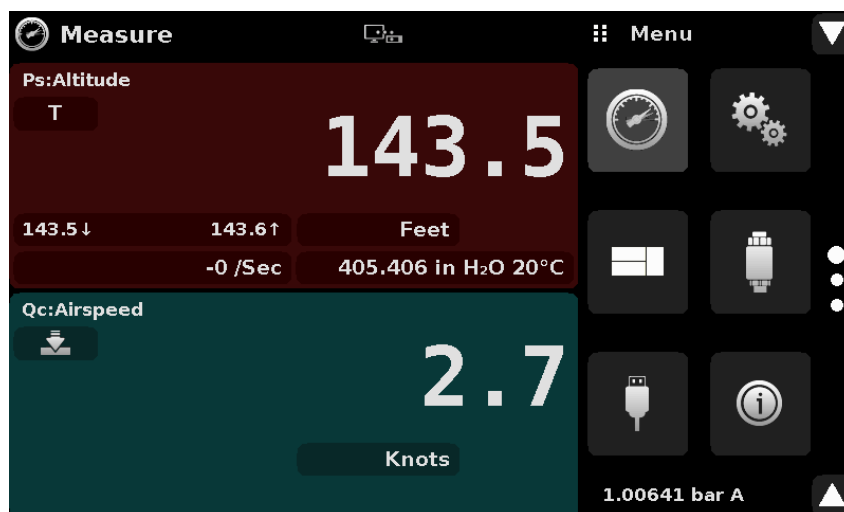 Measure
Menu
Ps:Altitude
T
143.5
143.5↓ 143.6↑ Feet
-0 /Sec 405.406 in H₂O 20°C
Qc:Airspeed
2.7
Knots
1.00641 bar A